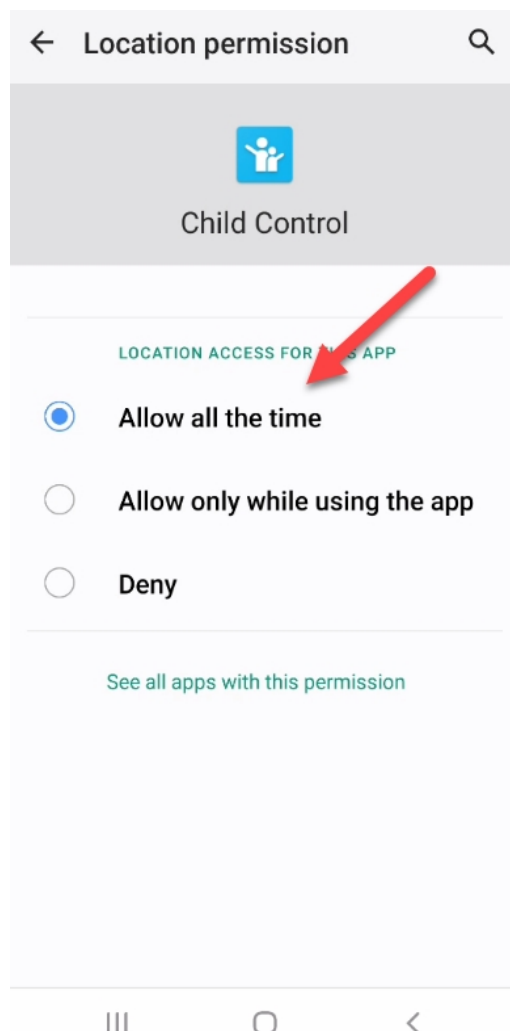 Location permission
Child Control
LOCATION ACCESS FOR THIS APP
Allow all the time
Allow only while using the app
Deny
See all apps with this permission